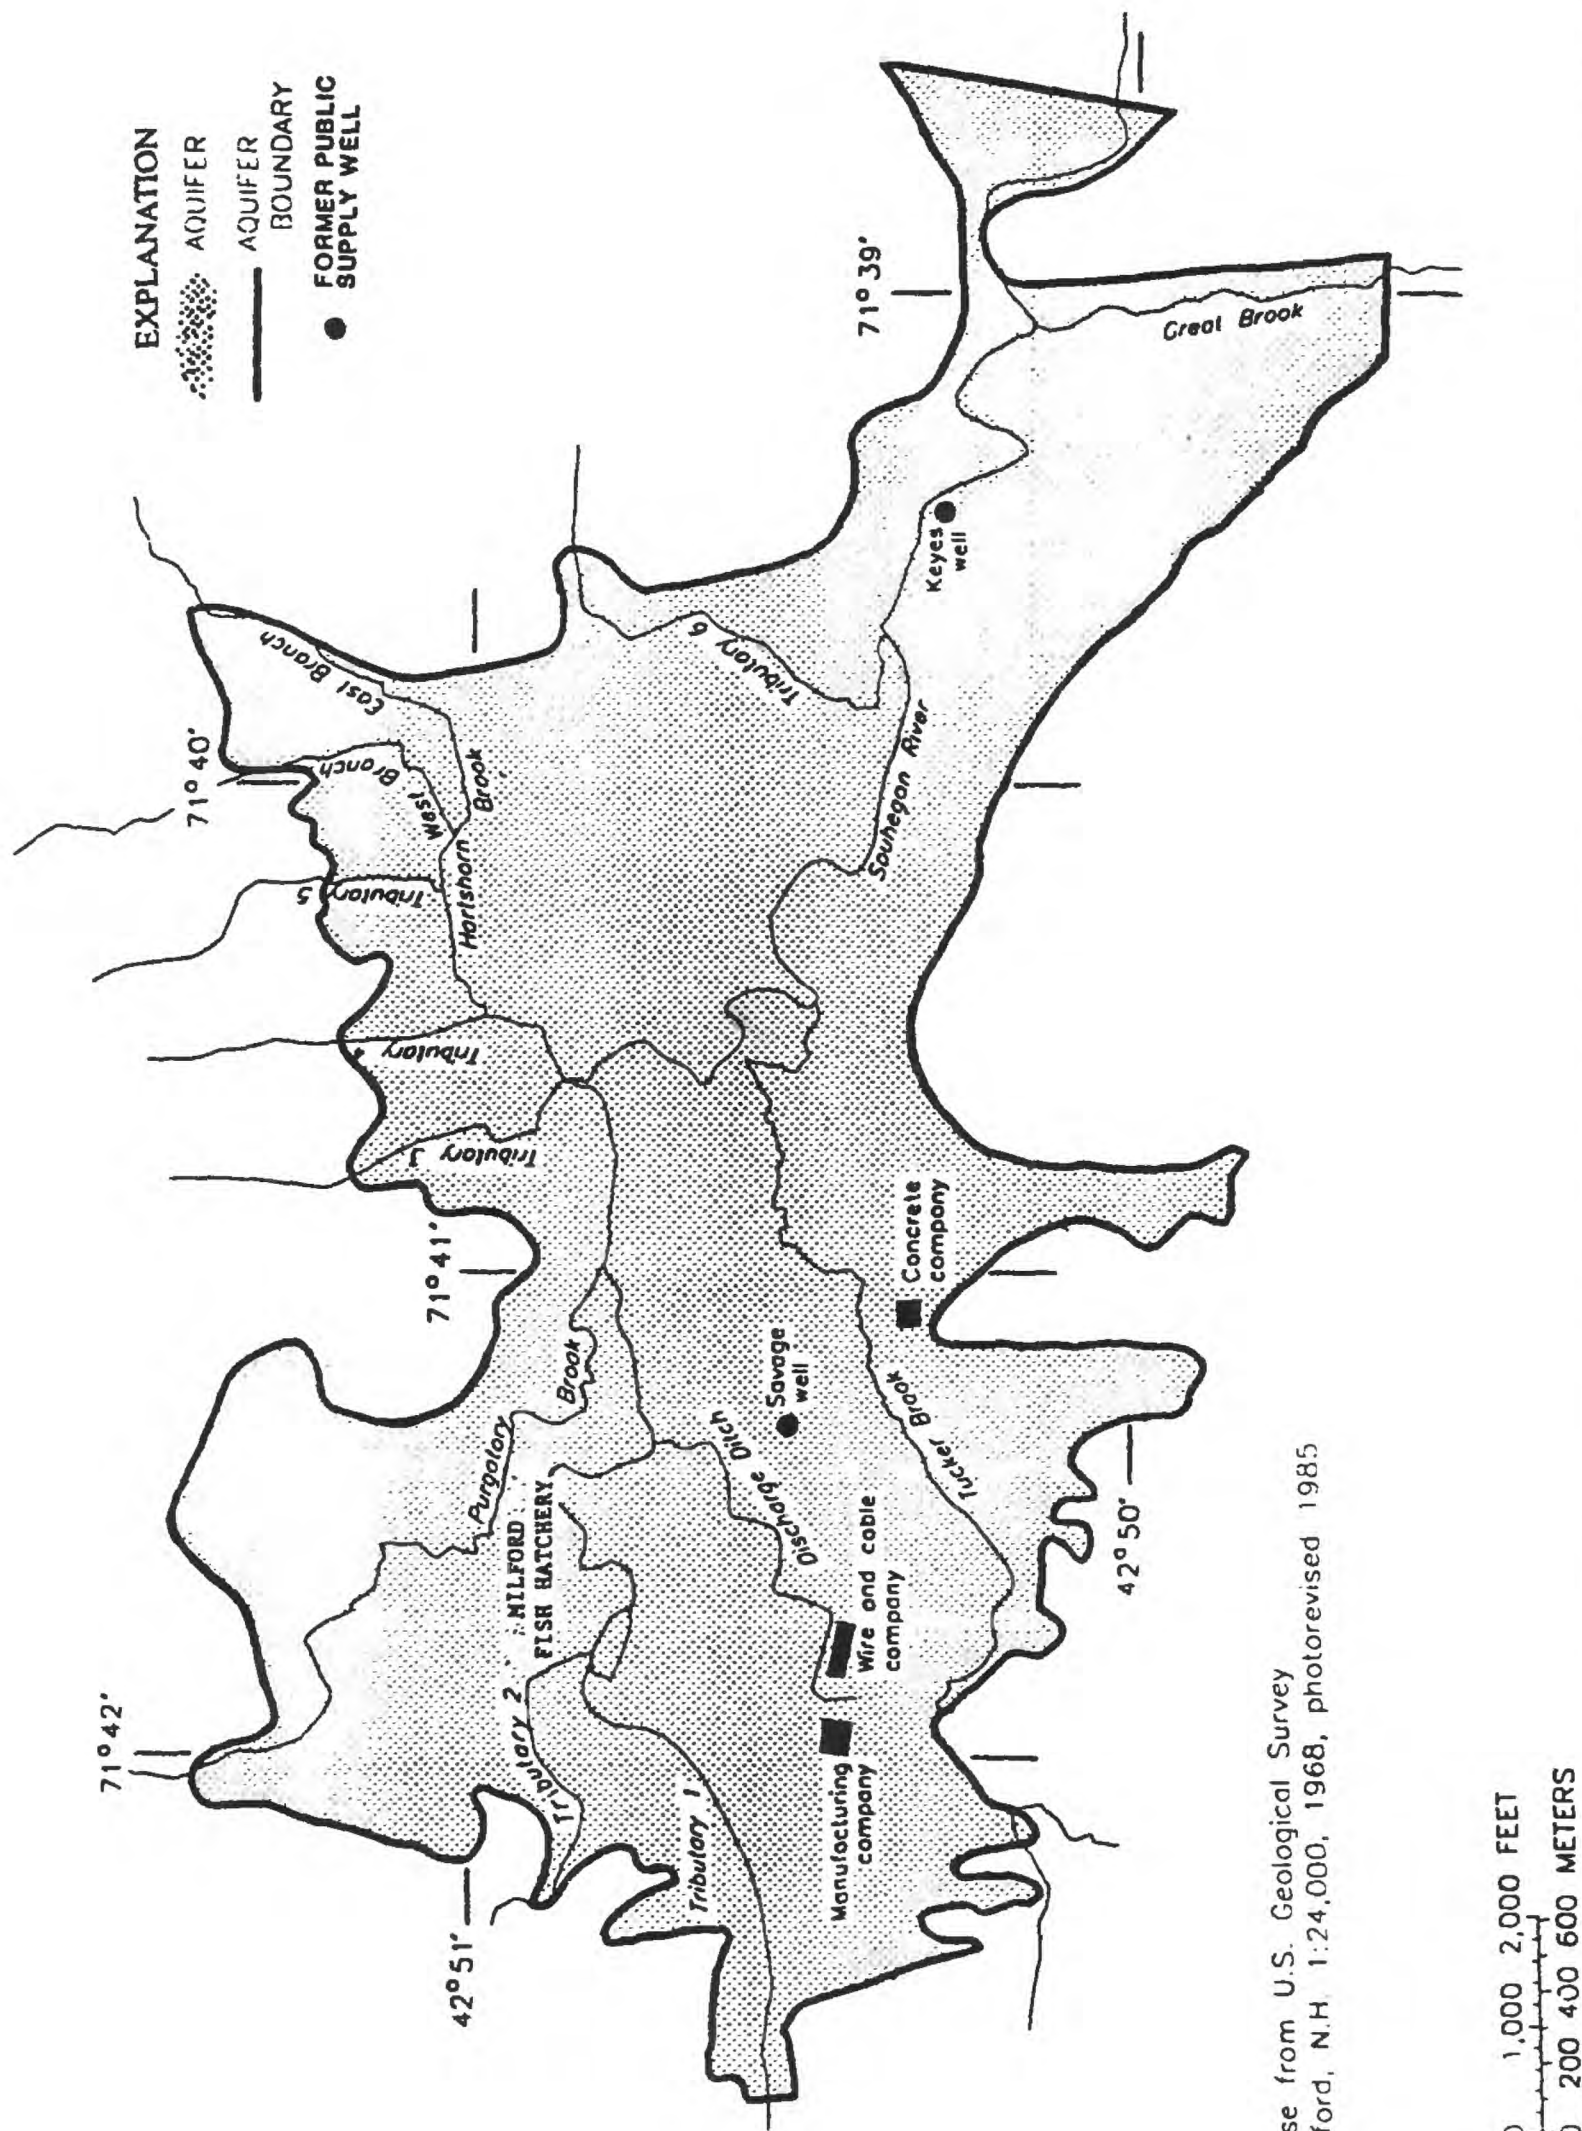 EXPLANATION
AQUIFER
AQUIFER
BOUNDARY
FORMER PUBLIC
SUPPLY WELL
71° 42'
71° 41'
71° 40'
71° 39'
42° 51'
42° 50'
East Branch
West Branch
Hartshorn Brook
Tributary 5
Tributary 4
Tributary 3
Tributary 6
Purgatory Brook
MILFORD
FISH HATCHERY
Tributary 2
Tributary 1
Discharge Ditch
Savage
well
Keyes
well
Souhegan River
Great Brook
Tucker Brook
Concrete
company
Wire and cable
company
Manufacturing
company
se from U.S. Geological Survey
ford, N.H. 1:24,000, 1968, photorevised 1985
1,000 2,000 FEET
200 400 600 METERS